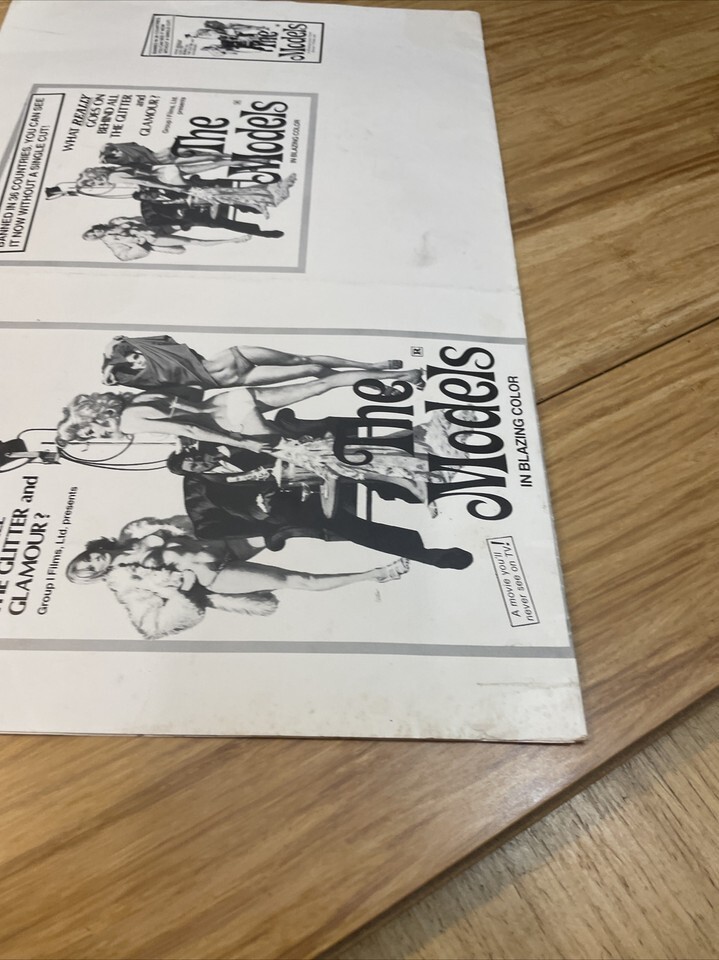 The
Models
BANNED IN 36 COUNTRIES. YOU CAN SEE
IT NOW WITHOUT A SINGLE CUT!
WHAT REALLY
GOES ON
BEHIND ALL
THE GLITTER
and
GLAMOUR?
Group I Films, Ltd.
presents
The
Models
R
IN BLAZING COLOR
THE GLITTER and
GLAMOUR?
Group I Films, Ltd. presents
The
Models
R
IN BLAZING COLOR
A movie you'll
never see on TV!